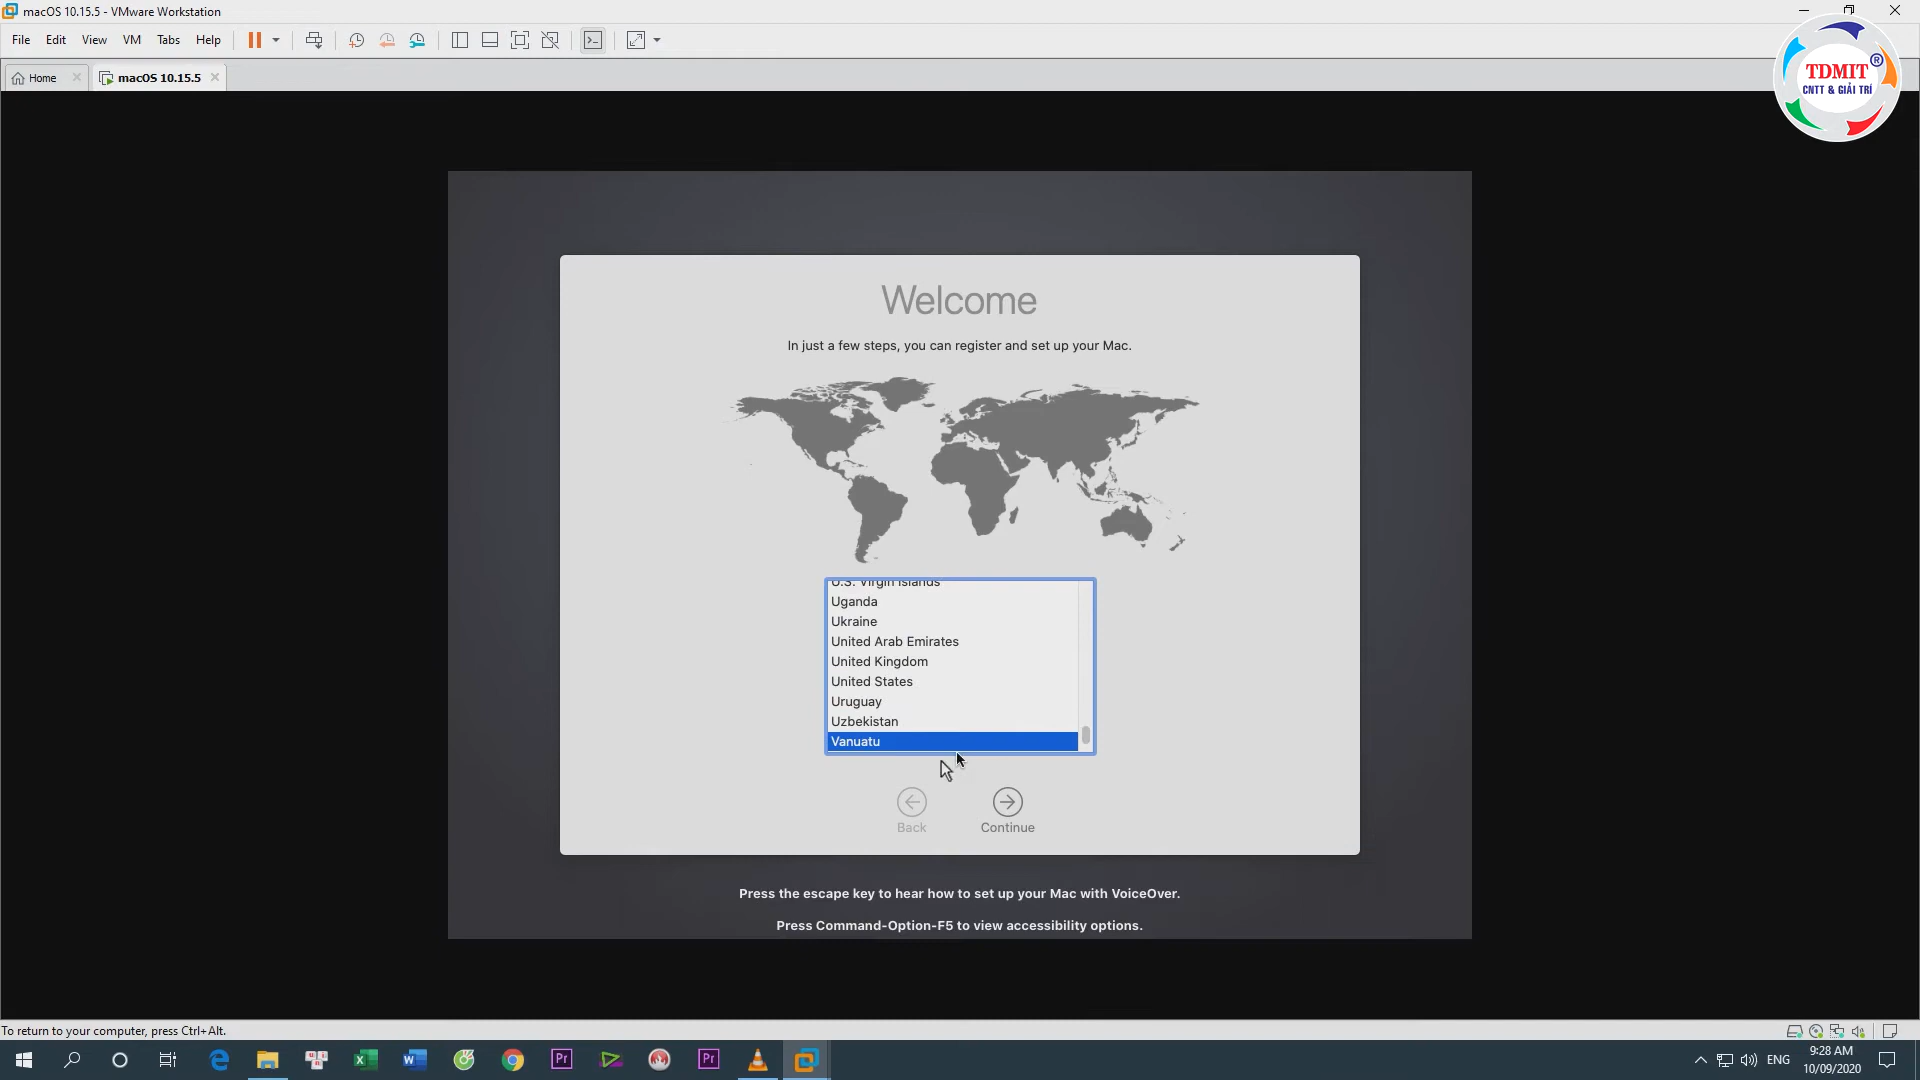 macOS 10.15.5 - VMware Workstation
File Edit View VM Tabs Help
Home macOS 10.15.5
TDMIT ®
CNTT & GIẢI TRÍ
Welcome
In just a few steps, you can register and set up your Mac.
U.S. Virgin Islands
Uganda
Ukraine
United Arab Emirates
United Kingdom
United States
Uruguay
Uzbekistan
Vanuatu
Back Continue
Press the escape key to hear how to set up your Mac with VoiceOver.
Press Command-Option-F5 to view accessibility options.
To return to your computer, press Ctrl+Alt.
Pr Pr ENG 9:28 AM
10/09/2020